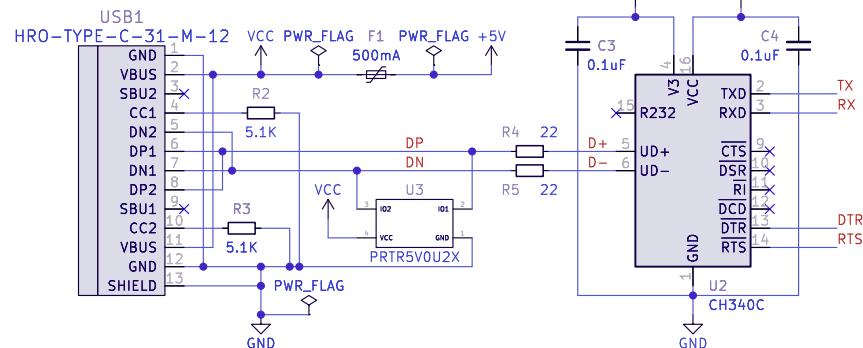 USB1
HRO-TYPE-C-31-M-12
GND 1
VBUS 2
SBU2 3
CC1 4
DN2 5
DP1 6
DN1 7
DP2 8
SBU1 9
CC2 10
VBUS 11
GND 12
SHIELD 13
VCC
PWR_FLAG
F1
500mA
PWR_FLAG
+5V
R2
5.1K
R3
5.1K
DP
DN
VCC
U3
3 IO2
IO1 2
4 VCC
GND 1
PRTR5V0U2X
PWR_FLAG
GND
R4 22
R5 22
D+
D-
C3
0.1uF
C4
0.1uF
4 V3
16 VCC
15 R232
5 UD+
6 UD-
TXD 2 TX
RXD 3 RX
CTS 9
DSR 10
RI 11
DCD 12
DTR 13 DTR
RTS 14 RTS
GND 1
U2
CH340C
GND